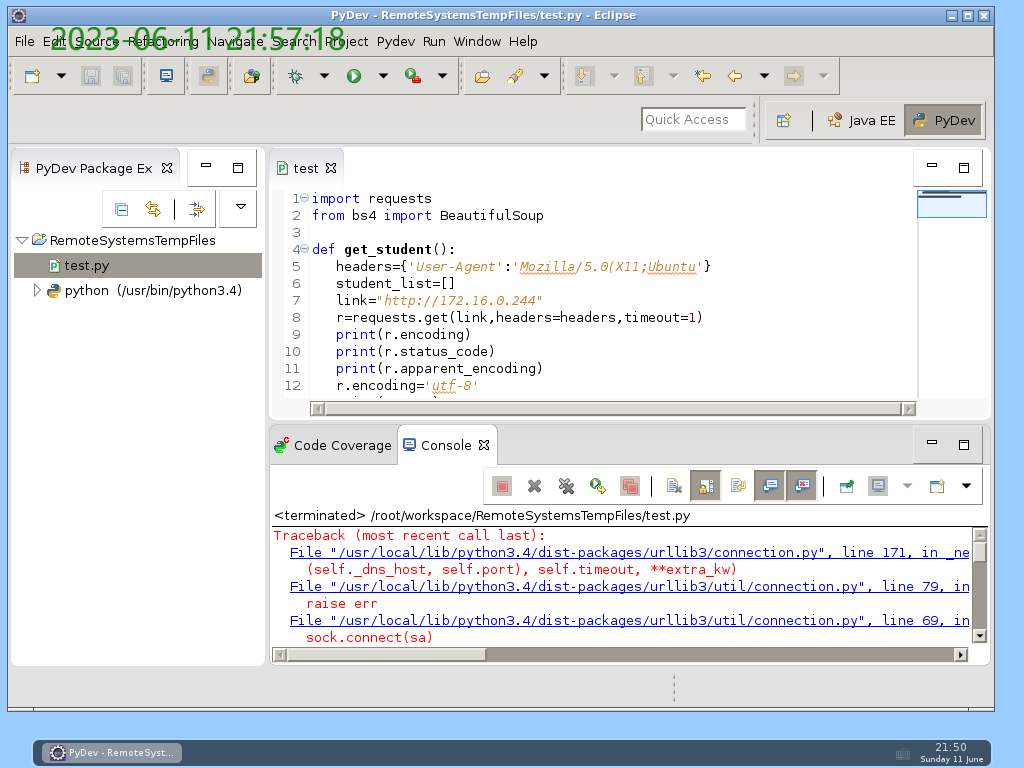 PyDev - RemoteSystemsTempFiles/test.py - Eclipse
2023-06-11 21:57:18
File Edit Source Refactoring Navigate Search Project Pydev Run Window Help
Quick Access
Java EE
PyDev
PyDev Package Ex
RemoteSystemsTempFiles
test.py
python (/usr/bin/python3.4)
test
1 import requests
2 from bs4 import BeautifulSoup
3
4 def get_student():
5 headers={'User-Agent':'Mozilla/5.0(X11;Ubuntu'}
6 student_list=[]
7 link="http://172.16.0.244"
8 r=requests.get(link,headers=headers,timeout=1)
9 print(r.encoding)
10 print(r.status_code)
11 print(r.apparent_encoding)
12 r.encoding='utf-8'
Code Coverage
Console
<terminated> /root/workspace/RemoteSystemsTempFiles/test.py
Traceback (most recent call last):
File "/usr/local/lib/python3.4/dist-packages/urllib3/connection.py", line 171, in _ne
(self._dns_host, self.port), self.timeout, **extra_kw)
File "/usr/local/lib/python3.4/dist-packages/urllib3/util/connection.py", line 79, in
raise err
File "/usr/local/lib/python3.4/dist-packages/urllib3/util/connection.py", line 69, in
sock.connect(sa)
PyDev - RemoteSyst...
21:50
Sunday 11 June